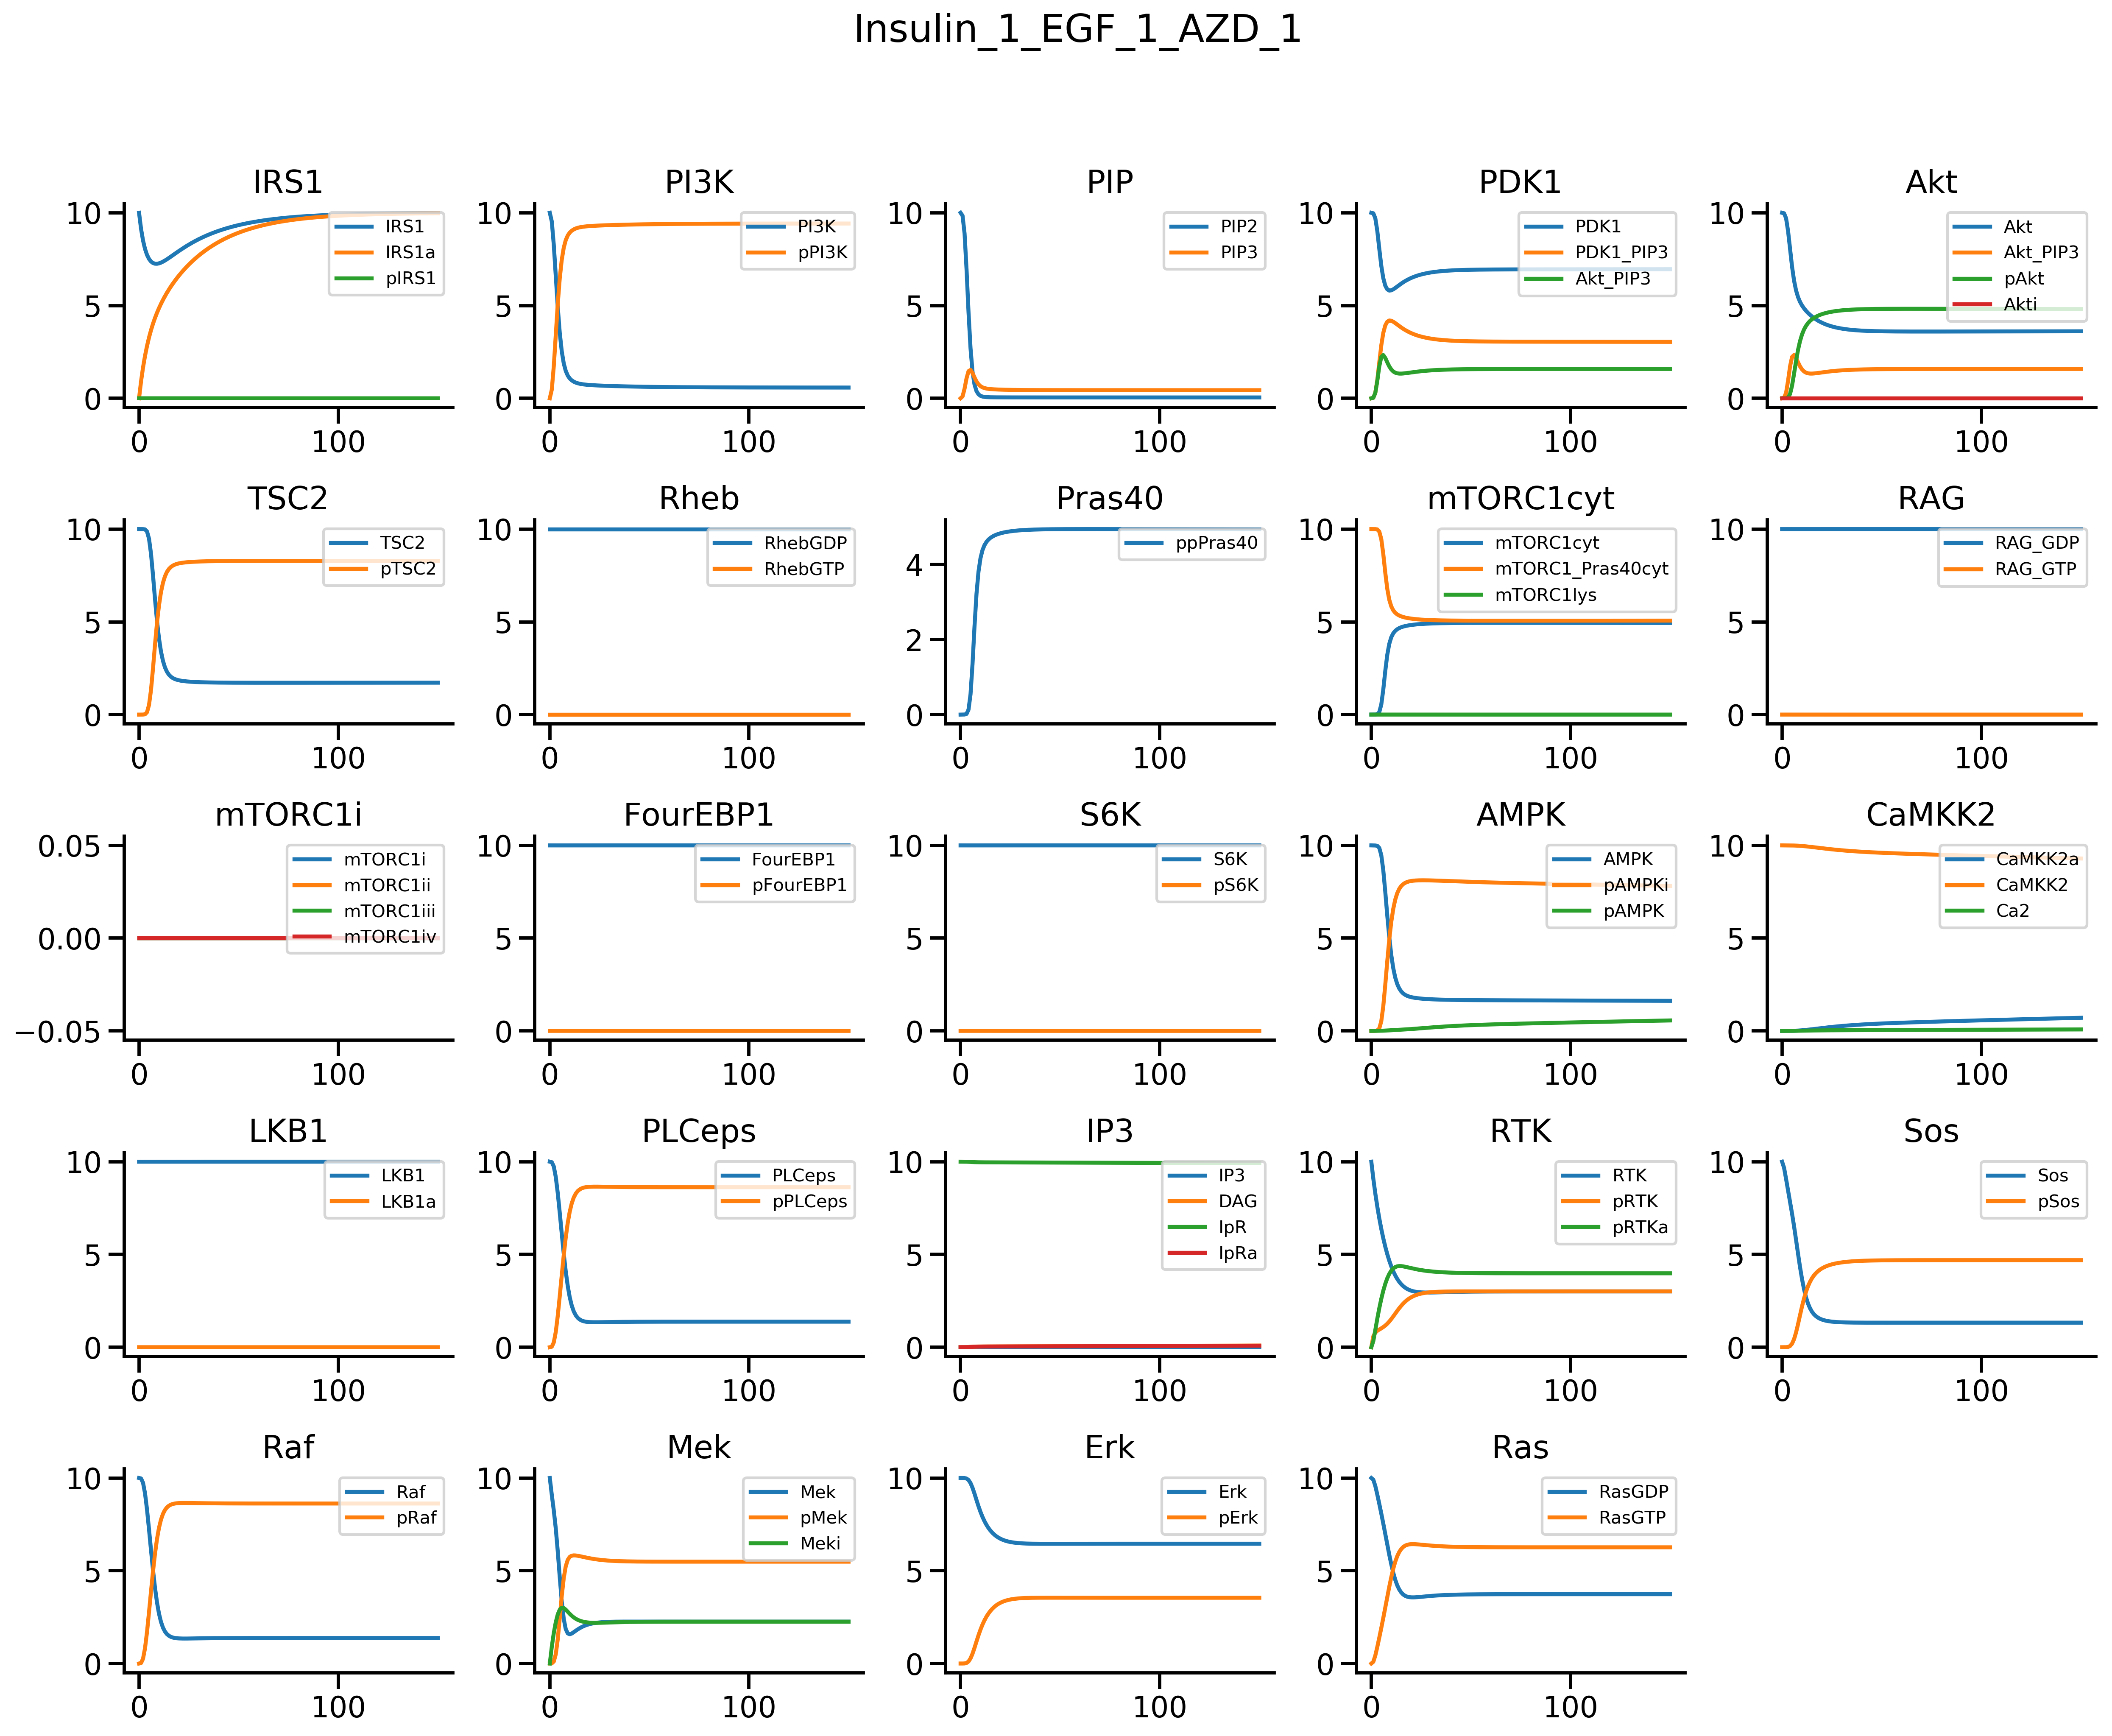 Insulin_1_EGF_1_AZD_1
IRS1
10
5
0
0
100
IRS1
IRS1a
pIRS1
PI3K
10
5
0
0
100
PI3K
pPI3K
PIP
10
5
0
0
100
PIP2
PIP3
PDK1
10
5
0
0
100
PDK1
PDK1_PIP3
Akt_PIP3
Akt
10
5
0
0
100
Akt
Akt_PIP3
pAkt
Akti
TSC2
10
5
0
0
100
TSC2
pTSC2
Rheb
10
5
0
0
100
RhebGDP
RhebGTP
Pras40
4
2
0
0
100
ppPras40
mTORC1cyt
10
5
0
0
100
mTORC1cyt
mTORC1_Pras40cyt
mTORC1lys
RAG
10
5
0
0
100
RAG_GDP
RAG_GTP
mTORC1i
0.05
0.00
−0.05
0
100
mTORC1i
mTORC1ii
mTORC1iii
mTORC1iv
FourEBP1
10
5
0
0
100
FourEBP1
pFourEBP1
S6K
10
5
0
0
100
S6K
pS6K
AMPK
10
5
0
0
100
AMPK
pAMPKi
pAMPK
CaMKK2
10
5
0
0
100
CaMKK2a
CaMKK2
Ca2
LKB1
10
5
0
0
100
LKB1
LKB1a
PLCeps
10
5
0
0
100
PLCeps
pPLCeps
IP3
10
5
0
0
100
IP3
DAG
IpR
IpRa
RTK
10
5
0
0
100
RTK
pRTK
pRTKa
Sos
10
5
0
0
100
Sos
pSos
Raf
10
5
0
0
100
Raf
pRaf
Mek
10
5
0
0
100
Mek
pMek
Meki
Erk
10
5
0
0
100
Erk
pErk
Ras
10
5
0
0
100
RasGDP
RasGTP